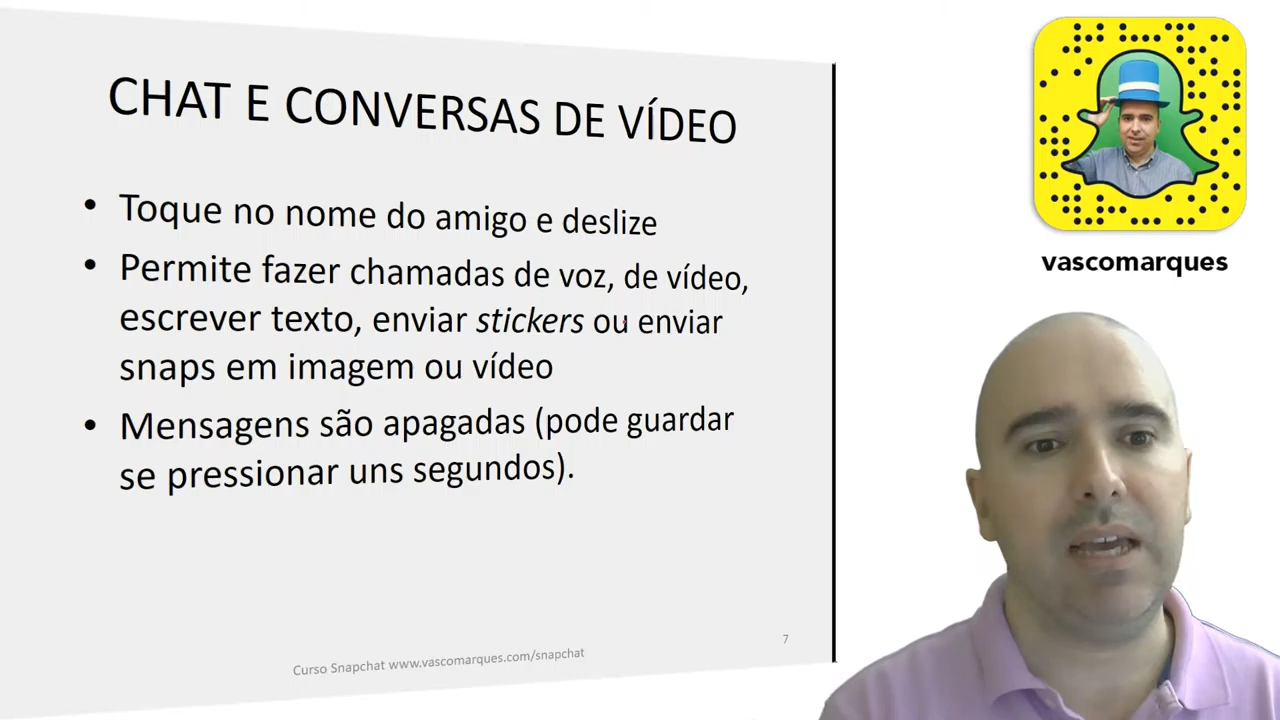 CHAT E CONVERSAS DE VÍDEO
• Toque no nome do amigo e deslize
• Permite fazer chamadas de voz, de vídeo,
escrever texto, enviar stickers ou enviar
snaps em imagem ou vídeo
• Mensagens são apagadas (pode guardar
se pressionar uns segundos).
7
Curso Snapchat www.vascomarques.com/snapchat
vascomarques